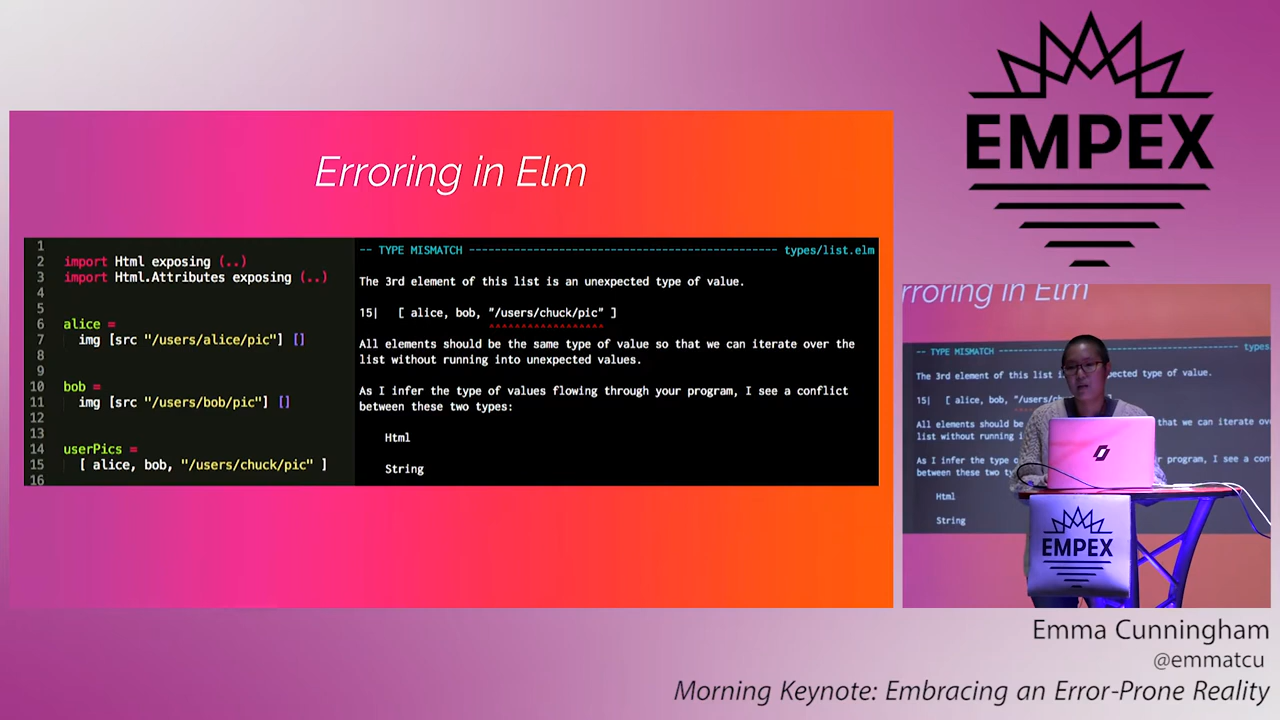 Erroring in Elm
1
2 import Html exposing (..)
3 import Html.Attributes exposing (..)
4
5
6 alice =
7 img [src "/users/alice/pic"] []
8
9
10 bob =
11 img [src "/users/bob/pic"] []
12
13
14 userPics =
15 [ alice, bob, "/users/chuck/pic" ]
16
-- TYPE MISMATCH ------------------------------------------------ types/list.elm
The 3rd element of this list is an unexpected type of value.
15| [ alice, bob, "/users/chuck/pic" ]
^^^^^^^^^^^^^^^^^^
All elements should be the same type of value so that we can iterate over the
list without running into unexpected values.
As I infer the type of values flowing through your program, I see a conflict
between these two types:
Html
String
EMPEX
rroring in Elm
-- TYPE MISMATCH ---------------- types
The 3rd element of this list i pected type of value.
15| [ alice, bob, "/users/ch
All elements should be that we can iterate ove
list without running in
As I infer the type of r program, I see a con
between these two ty
Html
String
EMPEX
Emma Cunningham
@emmatcu
Morning Keynote: Embracing an Error-Prone Reality